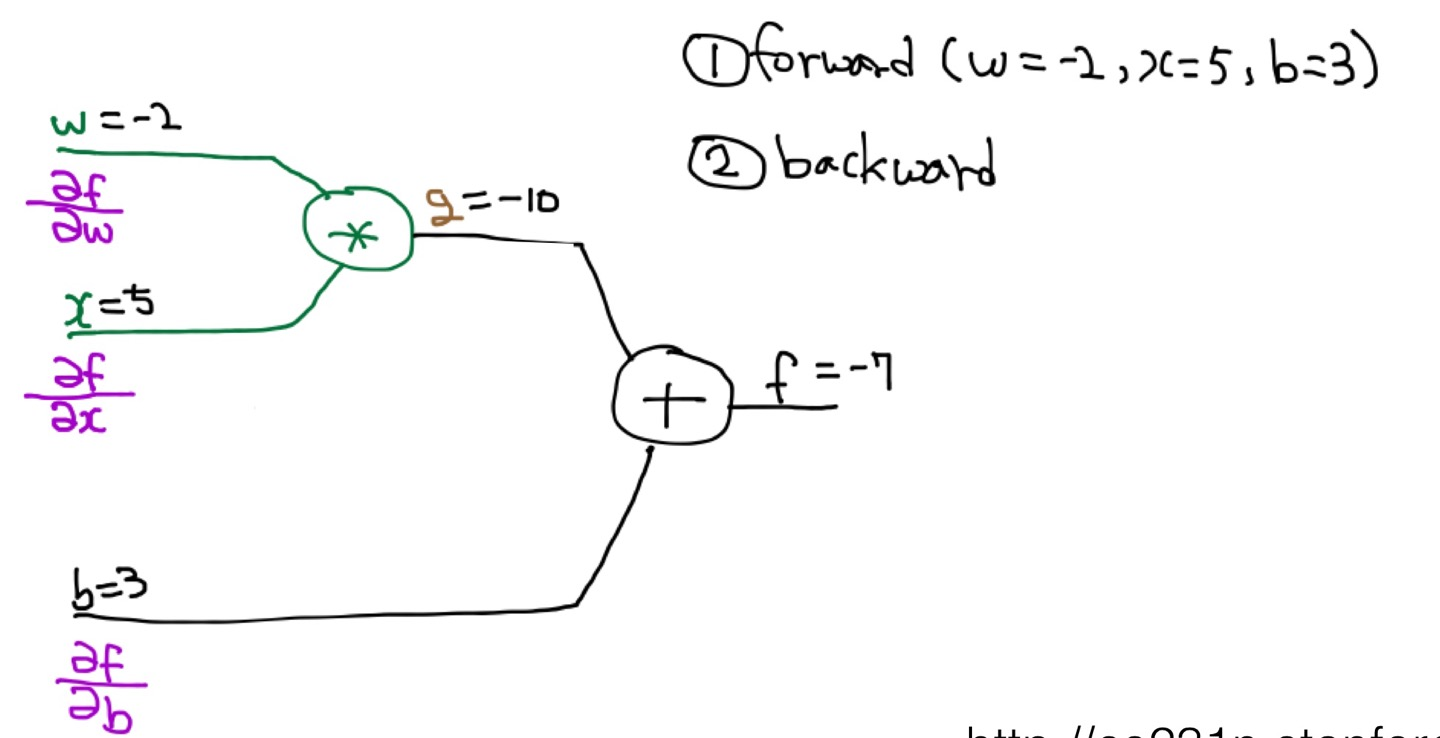 ① forward (w = -2, x=5, b=3)
② backward
w = -2
∂f
∂w
g = -10
*
x = 5
∂f
∂x
+
f = -7
b=3
∂f
∂b